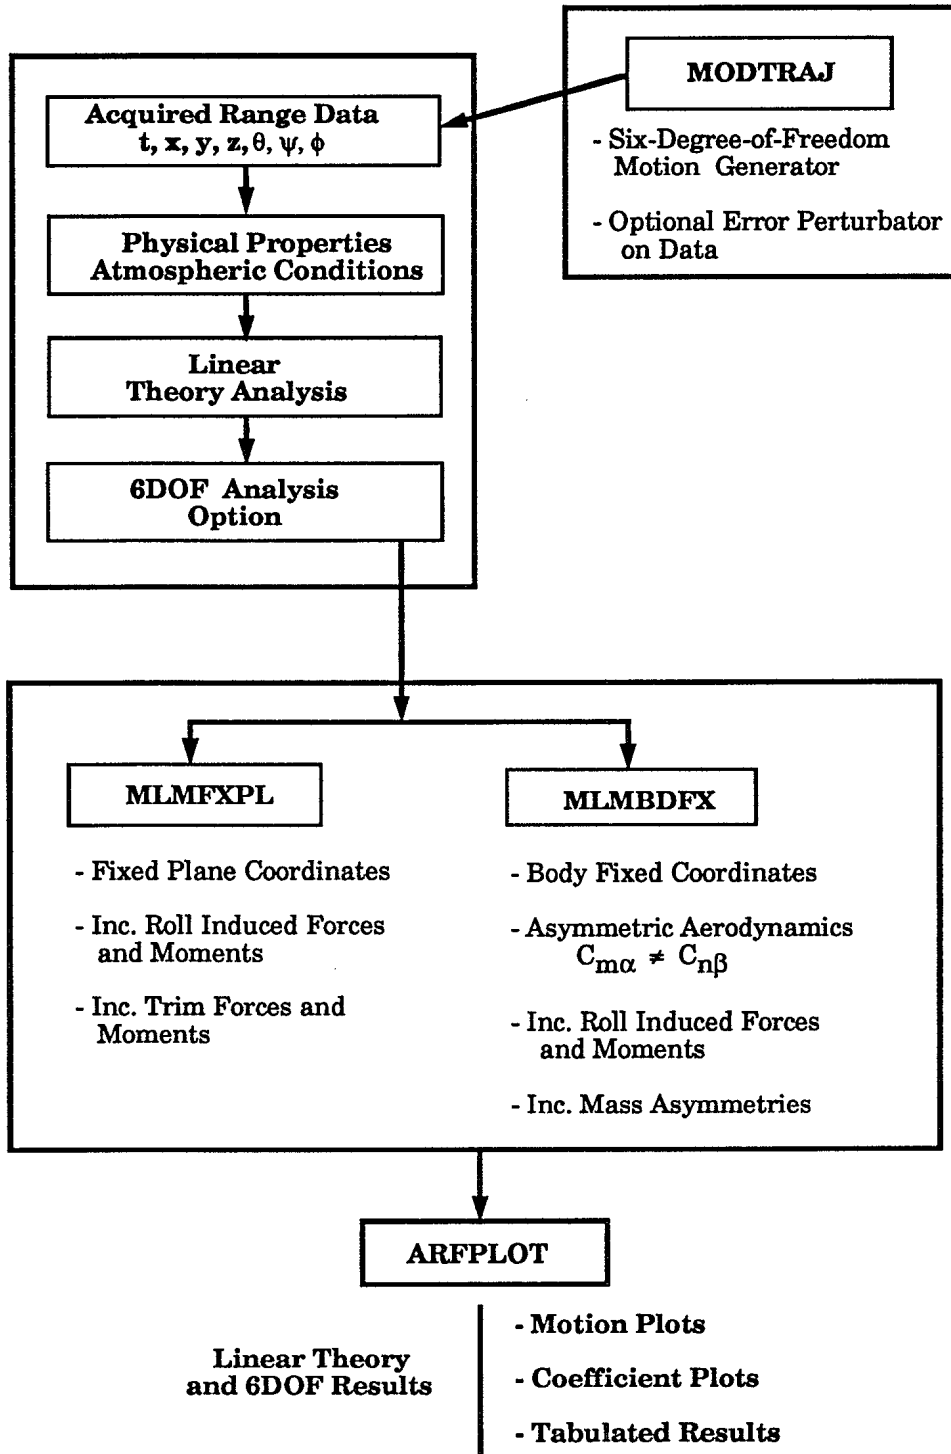 MODTRAJ
- Six-Degree-of-Freedom
Motion Generator
- Optional Error Perturbator
on Data
Acquired Range Data
t, x, y, z, θ, ψ, ϕ
Physical Properties
Atmospheric Conditions
Linear
Theory Analysis
6DOF Analysis
Option
MLMFXPL
- Fixed Plane Coordinates
- Inc. Roll Induced Forces
and Moments
- Inc. Trim Forces and
Moments
MLMBDFX
- Body Fixed Coordinates
- Asymmetric Aerodynamics
Cmα ≠ Cnβ
- Inc. Roll Induced Forces
and Moments
- Inc. Mass Asymmetries
ARFPLOT
Linear Theory
and 6DOF Results
- Motion Plots
- Coefficient Plots
- Tabulated Results